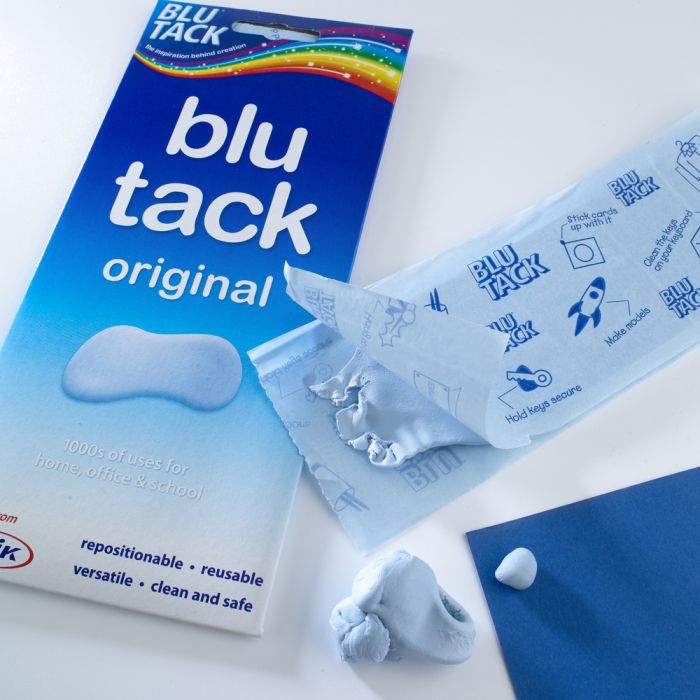 BLU
TACK
the inspiration behind creation
blu
tack
original
1000s of uses for
home, office & school
repositionable • reusable
versatile • clean and safe
BLU
TACK
Stick cards
up with it
Clean the keys
on your keyboard
BLU
TACK
Make models
BLU
TACK
BLU
TACK
Hold keys secure
BLU